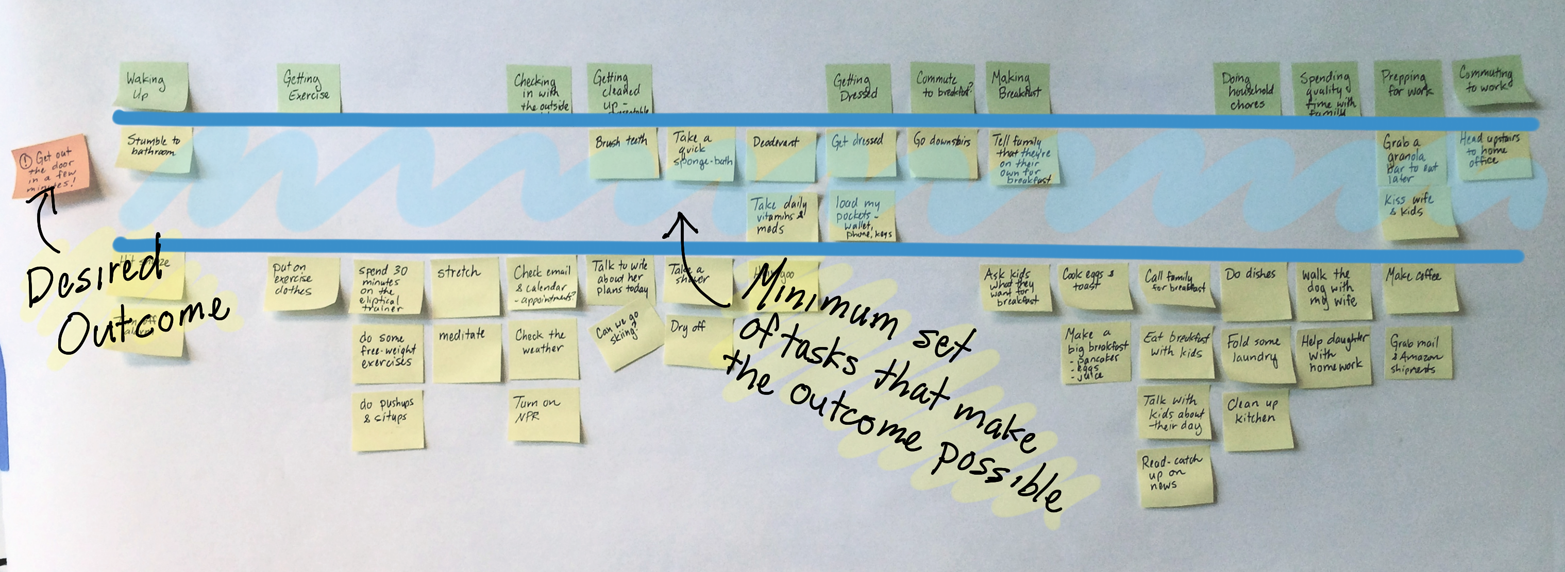 Waking
Up
Getting
Exercise
Checking
in with
the outside
Getting
cleaned
up -
Getting
Dressed
Commute
to breakfast?
Making
Breakfast
Doing
household
chores
Spending
quality
time with
family
Prepping
for work
Commuting
to work
! Get out
the door
in a few
minutes!
Stumble to
bathroom
Brush teeth
Take a
quick
sponge-bath
Deoderent
Get dressed
Go downstairs
Tell family
that they're
on their
own for
breakfast
Grab a
granola
bar to eat
later
Head upstairs
to home
office
Take daily
vitamins &
meds
load my
pockets -
wallet,
phone, keys
Kiss wife
& kids
Desired
Outcome
put on
exercise
clothes
spend 30
minutes
on the
eliptical
trainer
stretch
Check email
& calendar
- appointments?
Talk to wife
about her
plans today
Take a
shower
Minimum set
of tasks that make
the outcome possible
Ask kids
what they
want for
breakfast
Cook eggs &
toast
Call family
for breakfast
Do dishes
walk the
dog with
my wife
Make coffee
do some
free-weight
exercises
meditate
Check the
weather
Can we go
skiing?
Dry off
Make a
big breakfast
- pancakes
- eggs
- juice
Eat breakfast
with kids
Fold some
laundry
Help daughter
with
homework
Grab mail
& Amazon
shipments
do pushups
& situps
Turn on
NPR
Talk with
kids about
their day
Clean up
kitchen
Read-catch
up on
news